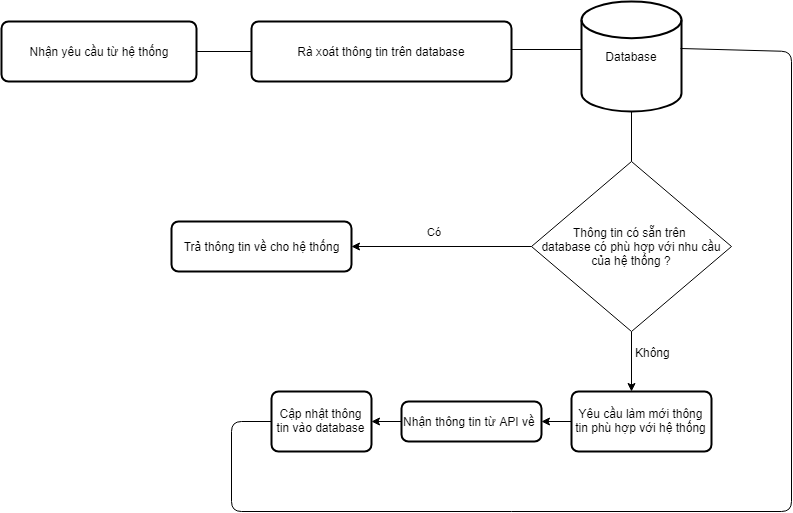 Nhận yêu cầu từ hệ thống
Rà xoát thông tin trên database
Database
Thông tin có sẵn trên
database có phù hợp với nhu cầu
của hệ thống ?
Có
Trả thông tin về cho hệ thống
Không
Yêu cầu làm mới thông
tin phù hợp với hệ thống
Nhận thông tin từ API về
Cập nhật thông
tin vào database